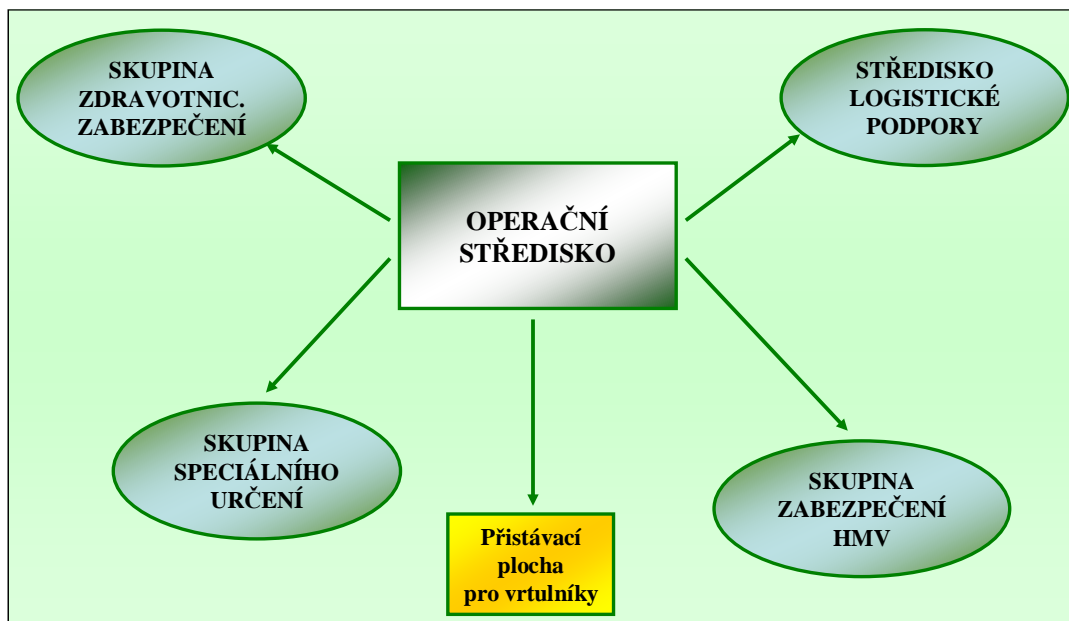 SKUPINA
ZDRAVOTNIC.
ZABEZPEČENÍ
STŘEDISKO
LOGISTICKÉ
PODPORY
OPERAČNÍ
STŘEDISKO
SKUPINA
SPECIÁLNÍHO
URČENÍ
Přistávací
plocha
pro vrtulníky
SKUPINA
ZABEZPEČENÍ
HMV